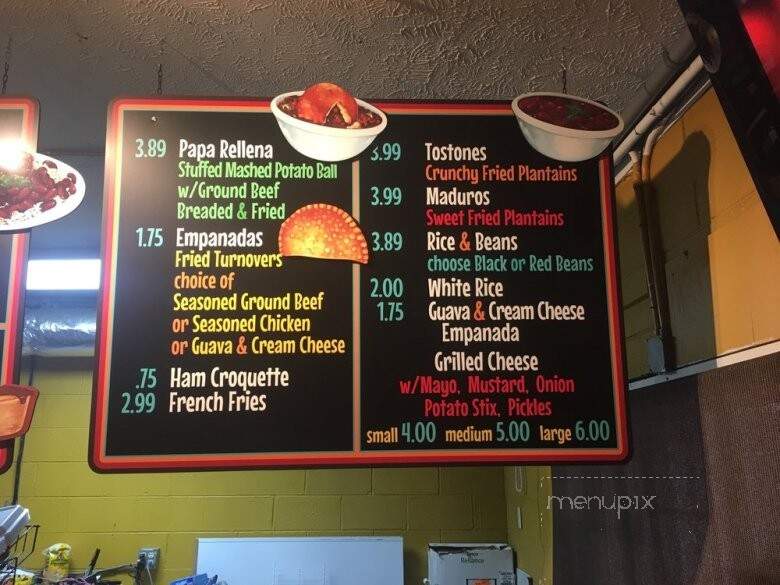 3.89 Papa Rellena
Stuffed Mashed Potato Ball
w/Ground Beef
Breaded & Fried
1.75 Empanadas
Fried Turnovers
choice of
Seasoned Ground Beef
or Seasoned Chicken
or Guava & Cream Cheese
.75 Ham Croquette
2.99 French Fries
3.99 Tostones
Crunchy Fried Plantains
3.99 Maduros
Sweet Fried Plantains
3.89 Rice & Beans
choose Black or Red Beans
2.00 White Rice
1.75 Guava & Cream Cheese
Empanada
Grilled Cheese
w/Mayo, Mustard, Onion
Potato Stix, Pickles
small 4.00 medium 5.00 large 6.00
menupix
Reliance